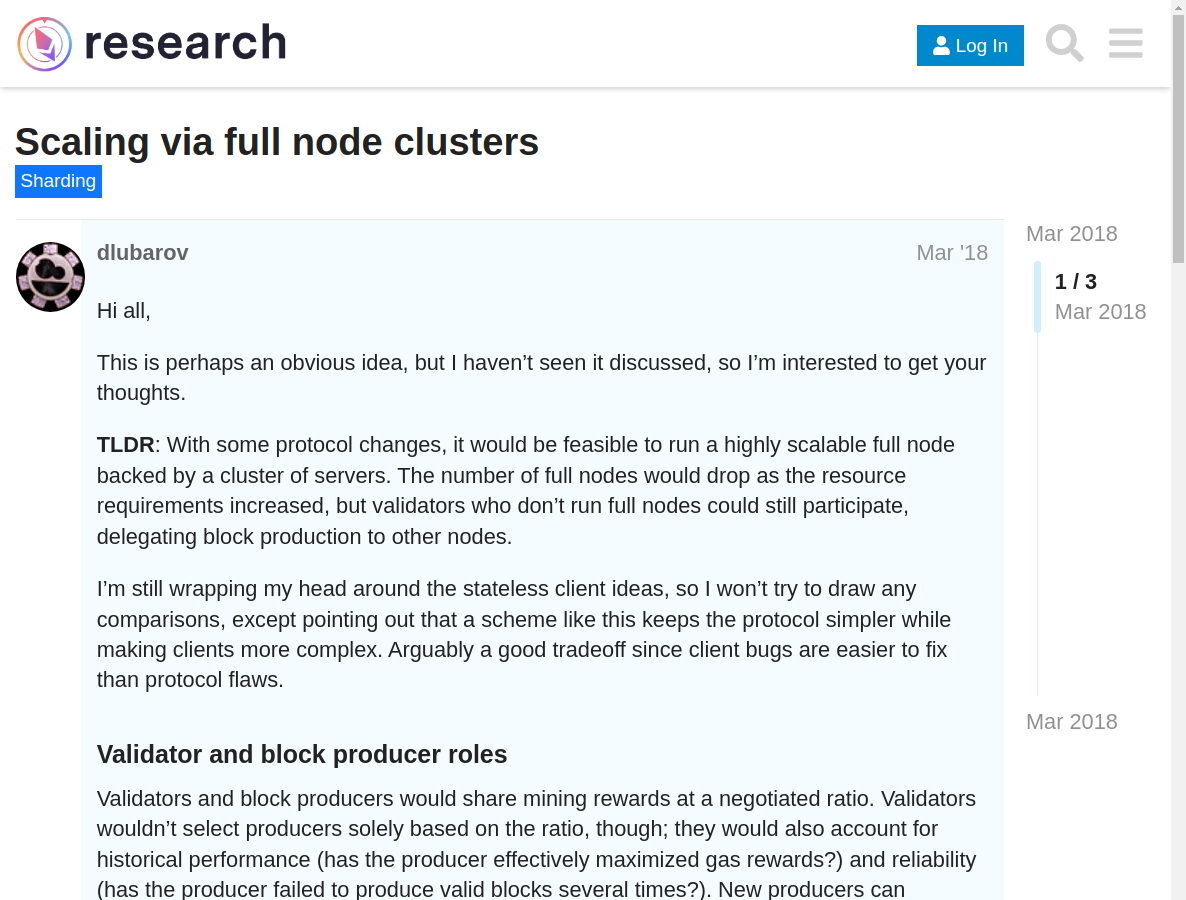 research
Log In
Scaling via full node clusters
Sharding
dlubarov
Mar '18
Hi all,
This is perhaps an obvious idea, but I haven’t seen it discussed, so I’m interested to get your
thoughts.
TLDR: With some protocol changes, it would be feasible to run a highly scalable full node
backed by a cluster of servers. The number of full nodes would drop as the resource
requirements increased, but validators who don’t run full nodes could still participate,
delegating block production to other nodes.
I’m still wrapping my head around the stateless client ideas, so I won’t try to draw any
comparisons, except pointing out that a scheme like this keeps the protocol simpler while
making clients more complex. Arguably a good tradeoff since client bugs are easier to fix
than protocol flaws.
Validator and block producer roles
Validators and block producers would share mining rewards at a negotiated ratio. Validators
wouldn’t select producers solely based on the ratio, though; they would also account for
historical performance (has the producer effectively maximized gas rewards?) and reliability
(has the producer failed to produce valid blocks several times?). New producers can
Mar 2018
1 / 3
Mar 2018
Mar 2018